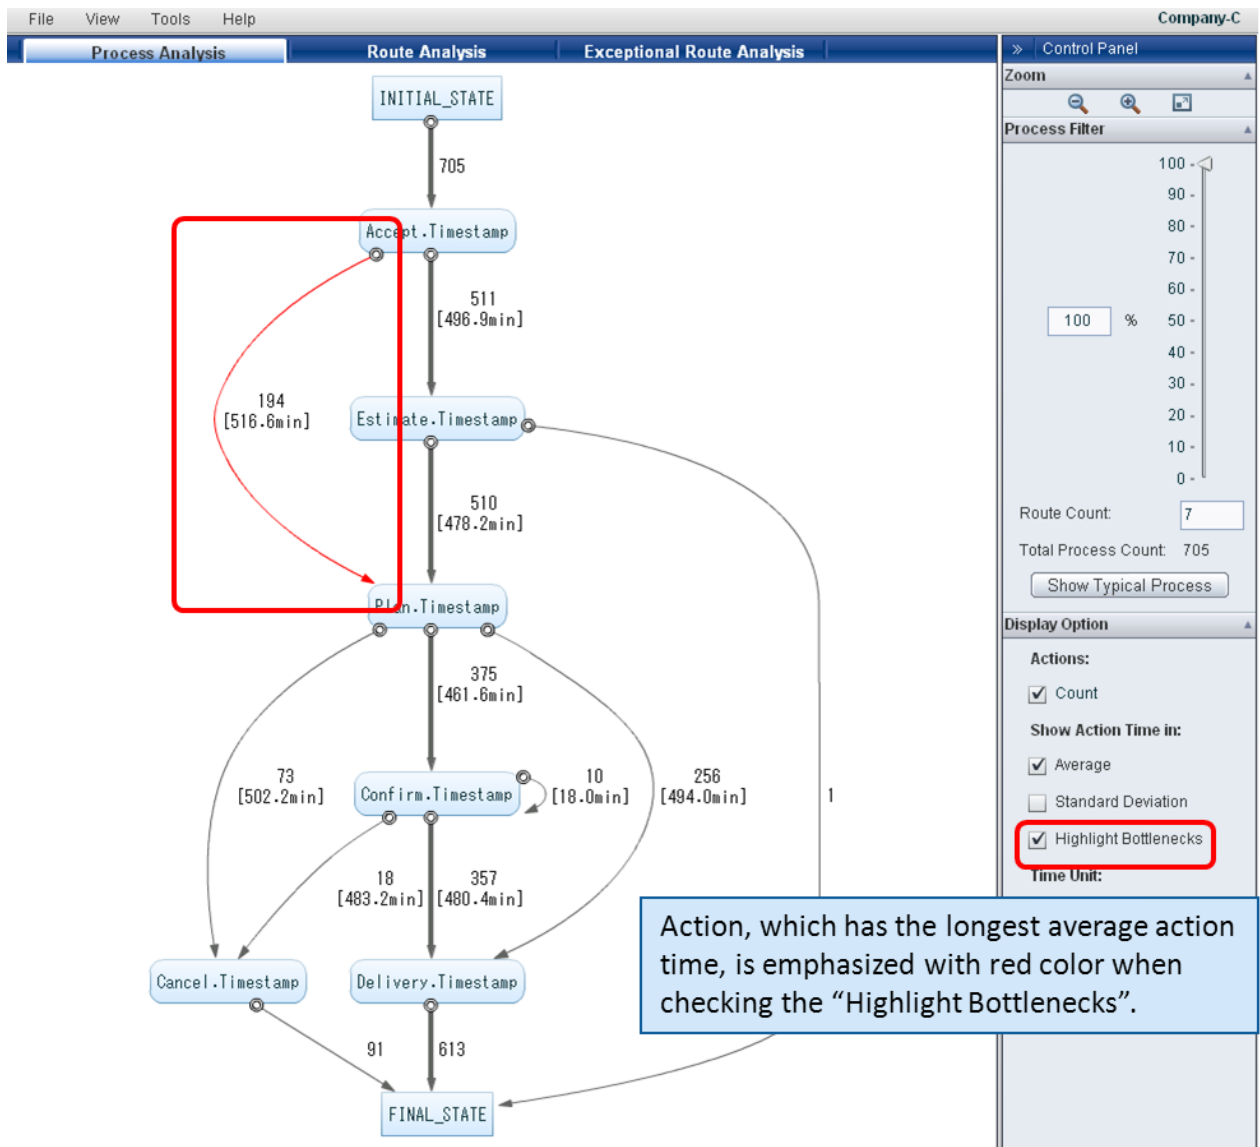 File View Tools Help Company-C
Process Analysis Route Analysis Exceptional Route Analysis
INITIAL_STATE
705
Accept.Timestamp
511
[496.9min]
194
[516.6min]
Estimate.Timestamp
510
[478.2min]
Plan.Timestamp
375
[461.6min]
73
[502.2min]
Confirm.Timestamp
10
[18.0min]
256
[494.0min]
1
18
[483.2min]
357
[480.4min]
Cancel.Timestamp
Delivery.Timestamp
91
613
FINAL_STATE
» Control Panel
Zoom
Process Filter
100 -
90 -
80 -
70 -
60 -
100 % 50 -
40 -
30 -
20 -
10 -
0 -
Route Count: 7
Total Process Count: 705
Show Typical Process
Display Option
Actions:
Count
Show Action Time in:
Average
Standard Deviation
Highlight Bottlenecks
Time Unit:
Action, which has the longest average action
time, is emphasized with red color when
checking the “Highlight Bottlenecks”.